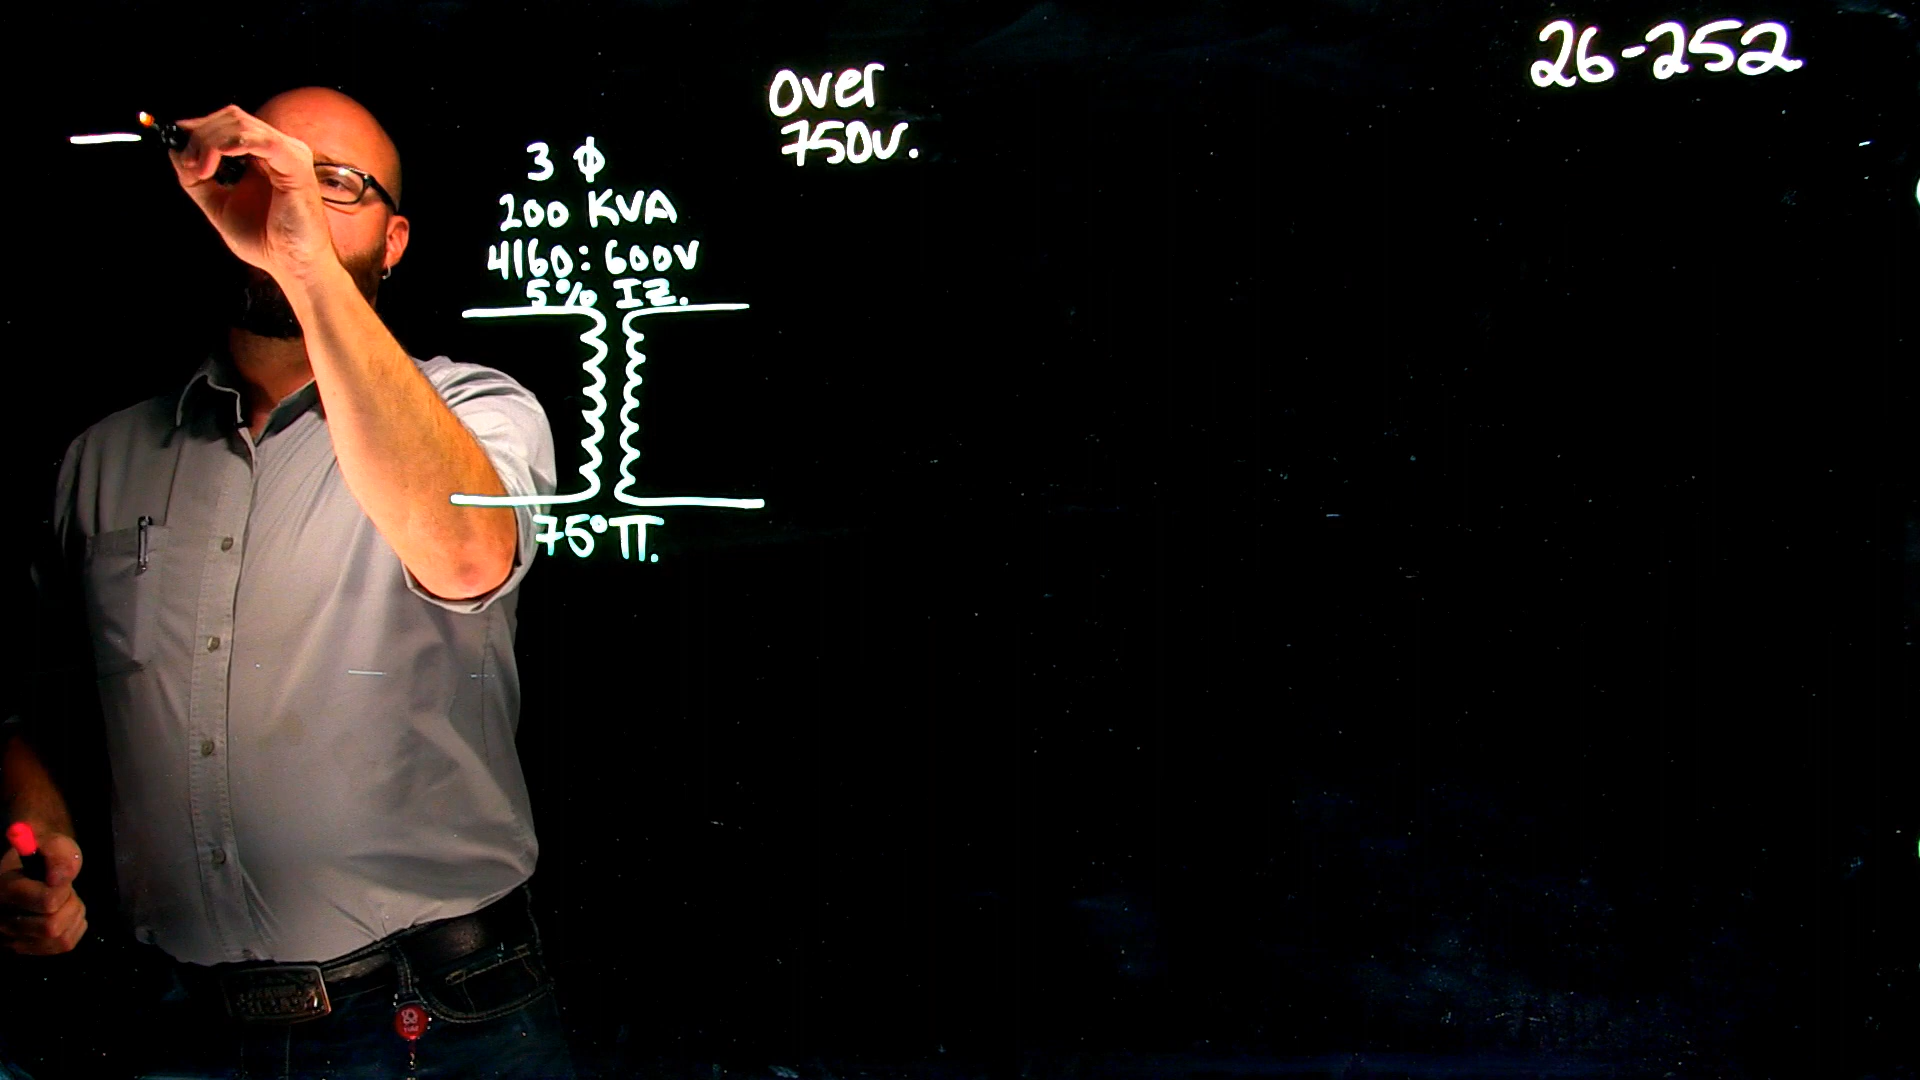 26-252
Over
750v.
3 ϕ
200 KVA
4160:600V
5% IZ.
75° TT.